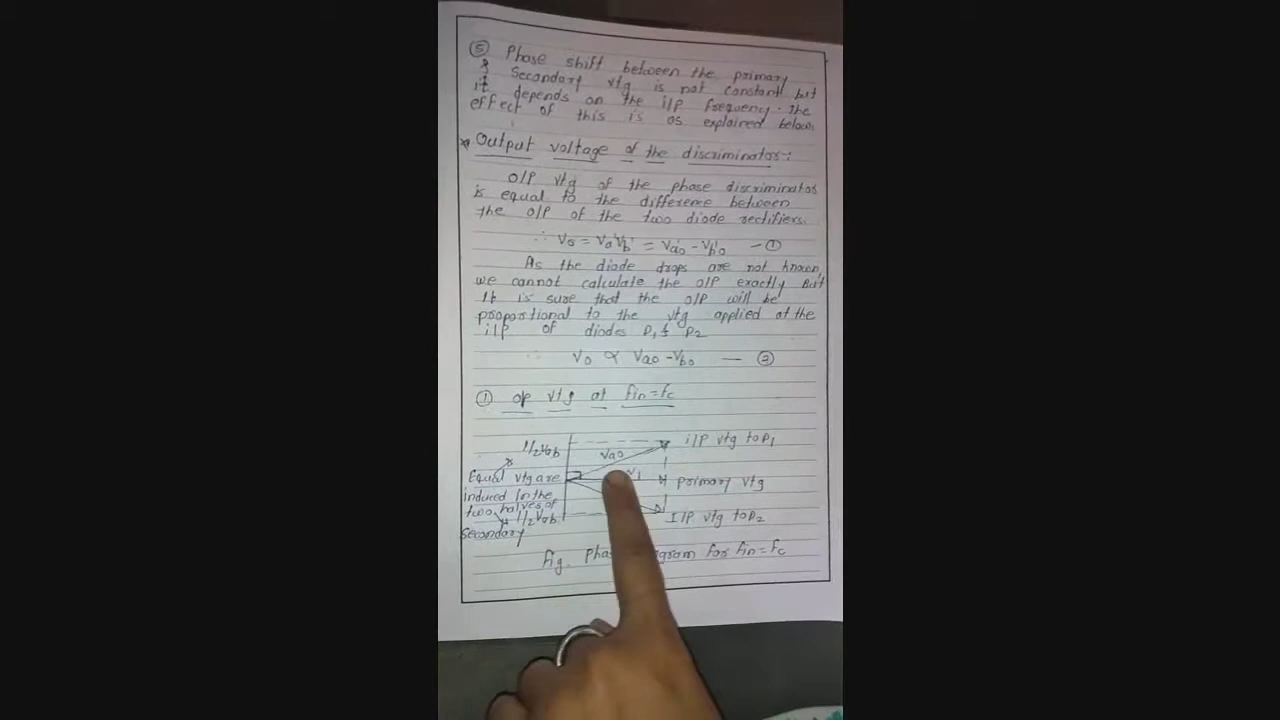 ⑤ Phase shift between the primary
& secondary vtg is not constant but
it depends on the i/p frequency. The
effect of this is as explained below.
* Output voltage of the discriminator:-
O/P vtg of the phase discriminator
is equal to the difference between
the O/P of the two diode rectifiers.
∴ Vo = Va'Vb' = Va'o - Vb'o — ①
As the diode drops are not known,
we cannot calculate the O/P exactly But
It is sure that the O/P will be
proportional to the vtg applied at the
i/p of diodes D1 & D2
∴ Vo ∝ Vao - Vbo — ②
① op vtg at fin = fc
1/2 Vab
i/P vtg to D1
Vao
Equal vtg are
V1
primary vtg
induced in the
two halves of
1/2 Vab
I/P vtg to D2
secondary
fig. for fin = fc